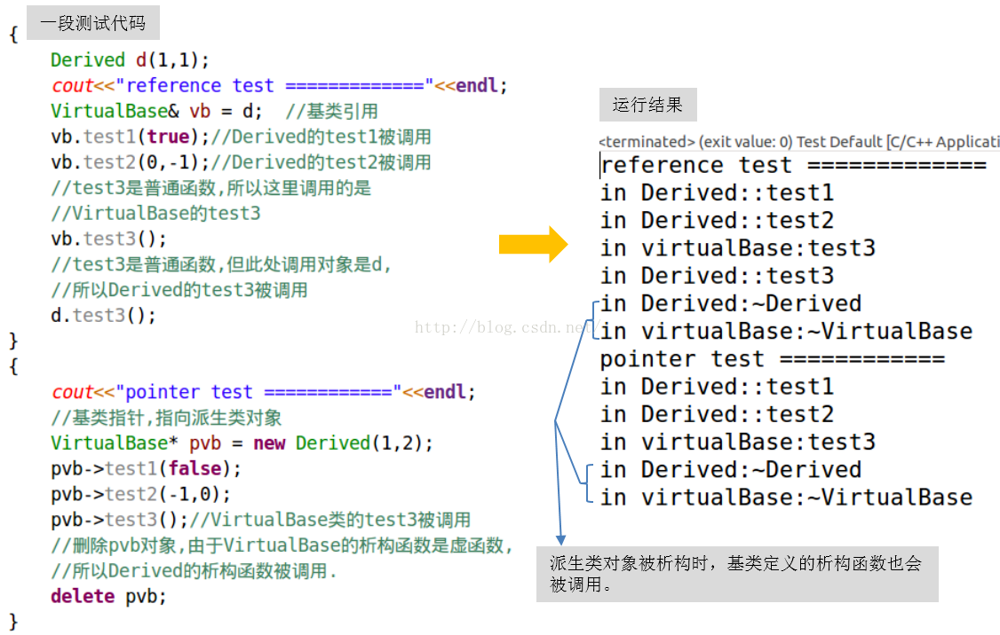 一段测试代码
{
Derived d(1,1);
cout<<"reference test ============="<<endl;
VirtualBase& vb = d;  //基类引用
vb.test1(true);//Derived的test1被调用
vb.test2(0,-1);//Derived的test2被调用
//test3是普通函数,所以这里调用的是
//VirtualBase的test3
vb.test3();
//test3是普通函数,但此处调用对象是d,
//所以Derived的test3被调用
d.test3();
}
{
cout<<"pointer test ============"<<endl;
//基类指针,指向派生类对象
VirtualBase* pvb = new Derived(1,2);
pvb->test1(false);
pvb->test2(-1,0);
pvb->test3();//VirtualBase类的test3被调用
//删除pvb对象,由于VirtualBase的析构函数是虚函数,
//所以Derived的析构函数被调用.
delete pvb;
}
运行结果
<terminated> (exit value: 0) Test Default [C/C++ Applicati
reference test =============
in Derived::test1
in Derived::test2
in virtualBase:test3
in Derived::test3
in Derived:~Derived
in virtualBase:~VirtualBase
pointer test ============
in Derived::test1
in Derived::test2
in virtualBase:test3
in Derived:~Derived
in virtualBase:~VirtualBase
http://blog.csdn.net/
派生类对象被析构时，基类定义的析构函数也会
被调用。